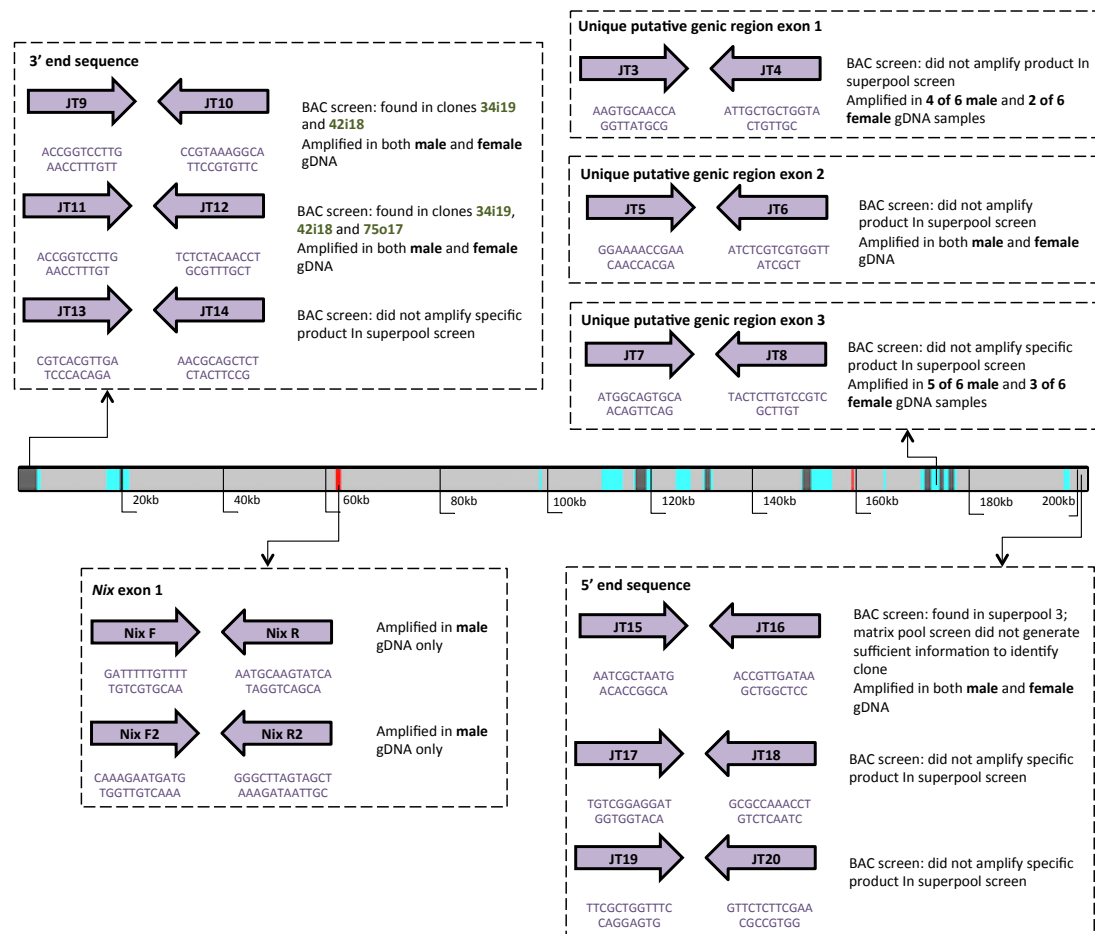 3’ end sequence
JT9
JT10
ACCGGTCCTTG
AACCTTTGTT
CCGTAAAGGCA
TTCCGTGTTC
BAC screen: found in clones 34i19
and 42i18
Amplified in both male and female
gDNA
JT11
JT12
ACCGGTCCTTG
AACCTTTGT
TCTCTACAACCT
GCGTTTGCT
BAC screen: found in clones 34i19,
42i18 and 75o17
Amplified in both male and female
gDNA
JT13
JT14
CGTCACGTTGA
TCCCACAGA
AACGCAGCTCT
CTACTTCCG
BAC screen: did not amplify specific
product In superpool screen
Unique putative genic region exon 1
JT3
JT4
AAGTGCAACCA
GGTTATGCG
ATTGCTGCTGGTA
CTGTTGC
BAC screen: did not amplify product In
superpool screen
Amplified in 4 of 6 male and 2 of 6
female gDNA samples
Unique putative genic region exon 2
JT5
JT6
GGAAAACCGAA
CAACCACGA
ATCTCGTCGTGGTT
ATCGCT
BAC screen: did not amplify
product In superpool screen
Amplified in both male and female
gDNA
Unique putative genic region exon 3
JT7
JT8
ATGGCAGTGCA
ACAGTTCAG
TACTCTTGTCCGTC
GCTTGT
BAC screen: did not amplify specific
product In superpool screen
Amplified in 5 of 6 male and 3 of 6
female gDNA samples
20kb 40kb 60kb 80kb 100kb 120kb 140kb 160kb 180kb 200kb
Nix exon 1
Nix F
Nix R
GATTTTTGTTTT
TGTCGTGCAA
AATGCAAGTATCA
TAGGTCAGCA
Amplified in male
gDNA only
Nix F2
Nix R2
CAAAGAATGATG
TGGTTGTCAAA
GGGCTTAGTAGCT
AAAGATAATTGC
Amplified in male
gDNA only
5’ end sequence
JT15
JT16
AATCGCTAATG
ACACCGGCA
ACCGTTGATAA
GCTGGCTCC
BAC screen: found in superpool 3;
matrix pool screen did not generate
sufficient information to identify
clone
Amplified in both male and female
gDNA
JT17
JT18
TGTCGGAGGAT
GGTGGTACA
GCGCCAAACCT
GTCTCAATC
BAC screen: did not amplify specific
product In superpool screen
JT19
JT20
TTCGCTGGTTTC
CAGGAGTG
GTTCTCTTCGAA
CGCCGTGG
BAC screen: did not amplify specific
product In superpool screen